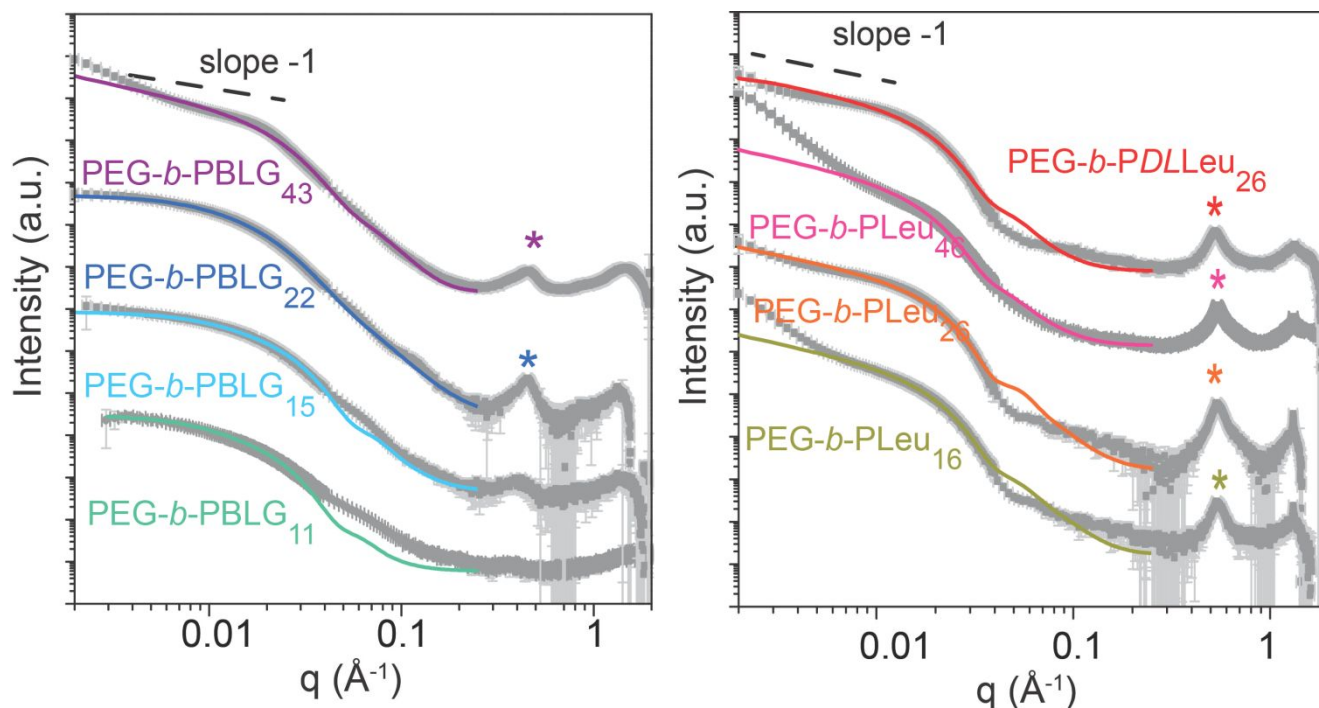 slope -1
PEG-b-PBLG43
PEG-b-PBLG22
PEG-b-PBLG15
PEG-b-PBLG11
Intensity (a.u.)
0.01 0.1 1
q (Å-1)
slope -1
PEG-b-PDLLeu26
PEG-b-PLeu46
PEG-b-PLeu26
PEG-b-PLeu16
Intensity (a.u.)
0.01 0.1 1
q (Å-1)